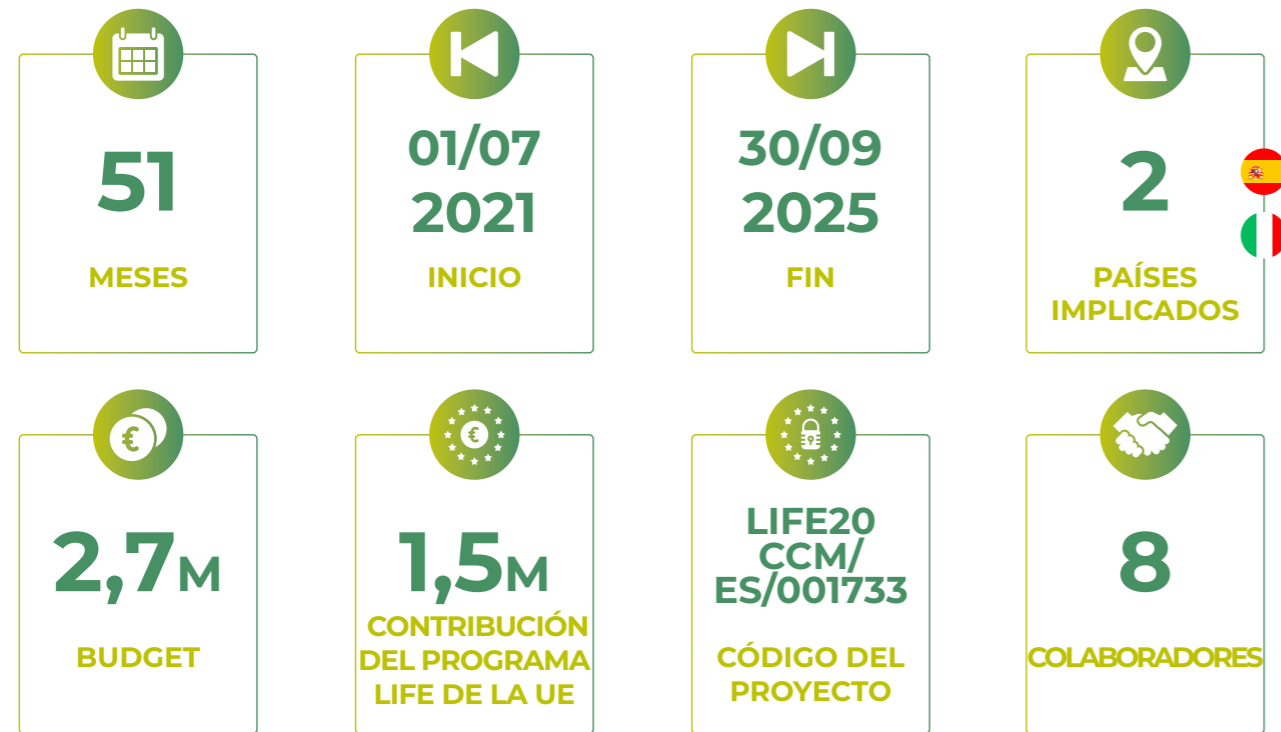 51
MESES
01/07
2021
INICIO
30/09
2025
FIN
2
PAÍSES
IMPLICADOS
2,7M
BUDGET
1,5M
CONTRIBUCIÓN
DEL PROGRAMA
LIFE DE LA UE
LIFE20
CCM/
ES/001733
CÓDIGO DEL
PROYECTO
8
COLABORADORES